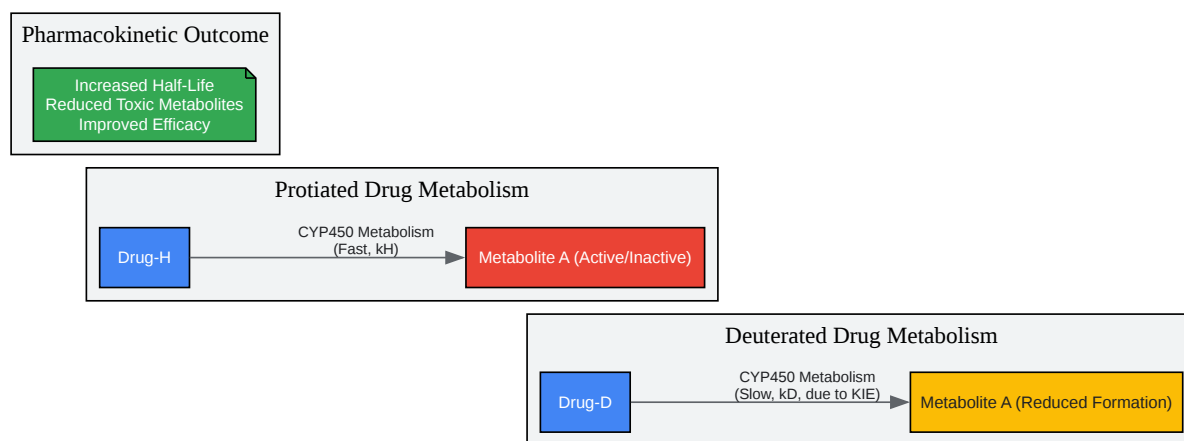 Pharmacokinetic Outcome
Increased Half-Life
Reduced Toxic Metabolites
Improved Efficacy
Protiated Drug Metabolism
Drug-H
CYP450 Metabolism
(Fast, kH)
Metabolite A (Active/Inactive)
Deuterated Drug Metabolism
Drug-D
CYP450 Metabolism
(Slow, kD, due to KIE)
Metabolite A (Reduced Formation)